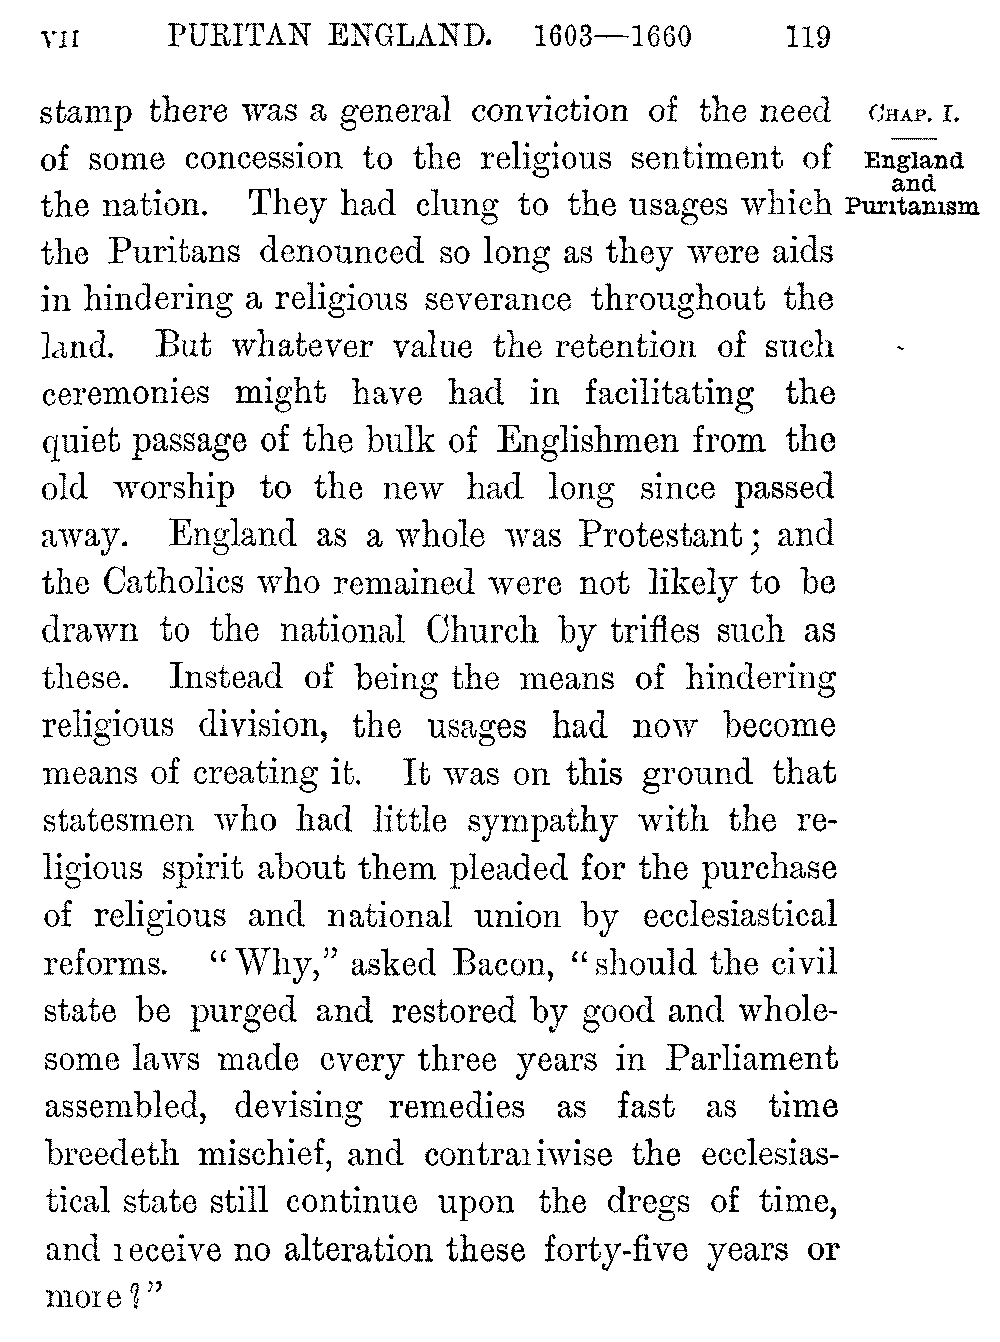 VII PURITAN ENGLAND. 1603—1660 119
stamp there was a general conviction of the need
of some concession to the religious sentiment of
the nation. They had clung to the usages which
the Puritans denounced so long as they were aids
in hindering a religious severance throughout the
land. But whatever value the retention of such
ceremonies might have had in facilitating the
quiet passage of the bulk of Englishmen from the
old worship to the new had long since passed
away. England as a whole was Protestant; and
the Catholics who remained were not likely to be
drawn to the national Church by trifles such as
these. Instead of being the means of hindering
religious division, the usages had now become
means of creating it. It was on this ground that
statesmen who had little sympathy with the re-
ligious spirit about them pleaded for the purchase
of religious and national union by ecclesiastical
reforms. "Why," asked Bacon, "should the civil
state be purged and restored by good and whole-
some laws made every three years in Parliament
assembled, devising remedies as fast as time
breedeth mischief, and contrariwise the ecclesias-
tical state still continue upon the dregs of time,
and receive no alteration these forty-five years or
more?"
CHAP. I.
England
and
Puritanism